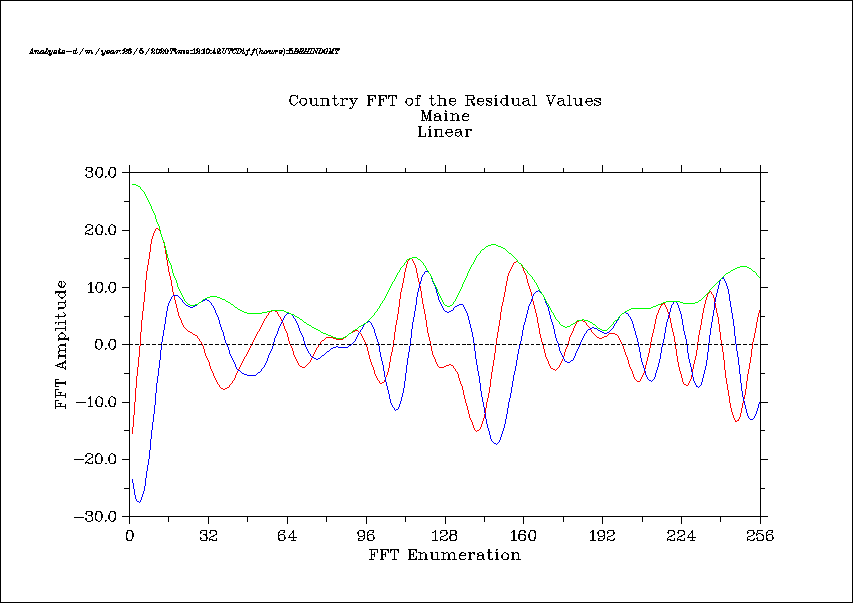 Country FFT of the Residual Values
Maine
Linear
30.0
20.0
10.0
0.0
-10.0
-20.0
-30.0
FFT Amplitude
0 32 64 96 128 160 192 224 256
FFT Enumeration